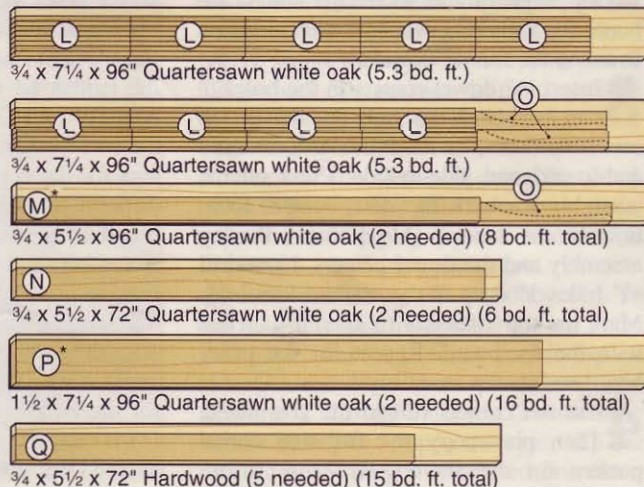 L L L L L
¾ x 7¼ x 96" Quartersawn white oak (5.3 bd. ft.)
O
L L L L
¾ x 7¼ x 96" Quartersawn white oak (5.3 bd. ft.)
M* O
¾ x 5½ x 96" Quartersawn white oak (2 needed) (8 bd. ft. total)
N
¾ x 5½ x 72" Quartersawn white oak (2 needed) (6 bd. ft. total)
P*
1½ x 7¼ x 96" Quartersawn white oak (2 needed) (16 bd. ft. total)
Q
¾ x 5½ x 72" Hardwood (5 needed) (15 bd. ft. total)